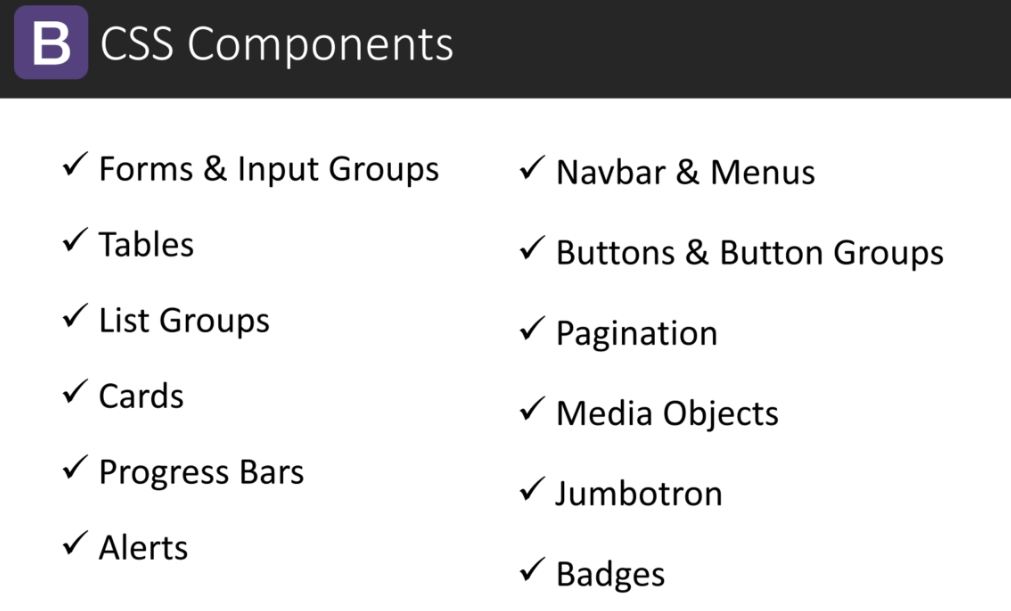 B CSS Components
✓ Forms & Input Groups
✓ Tables
✓ List Groups
✓ Cards
✓ Progress Bars
✓ Alerts
✓ Navbar & Menus
✓ Buttons & Button Groups
✓ Pagination
✓ Media Objects
✓ Jumbotron
✓ Badges